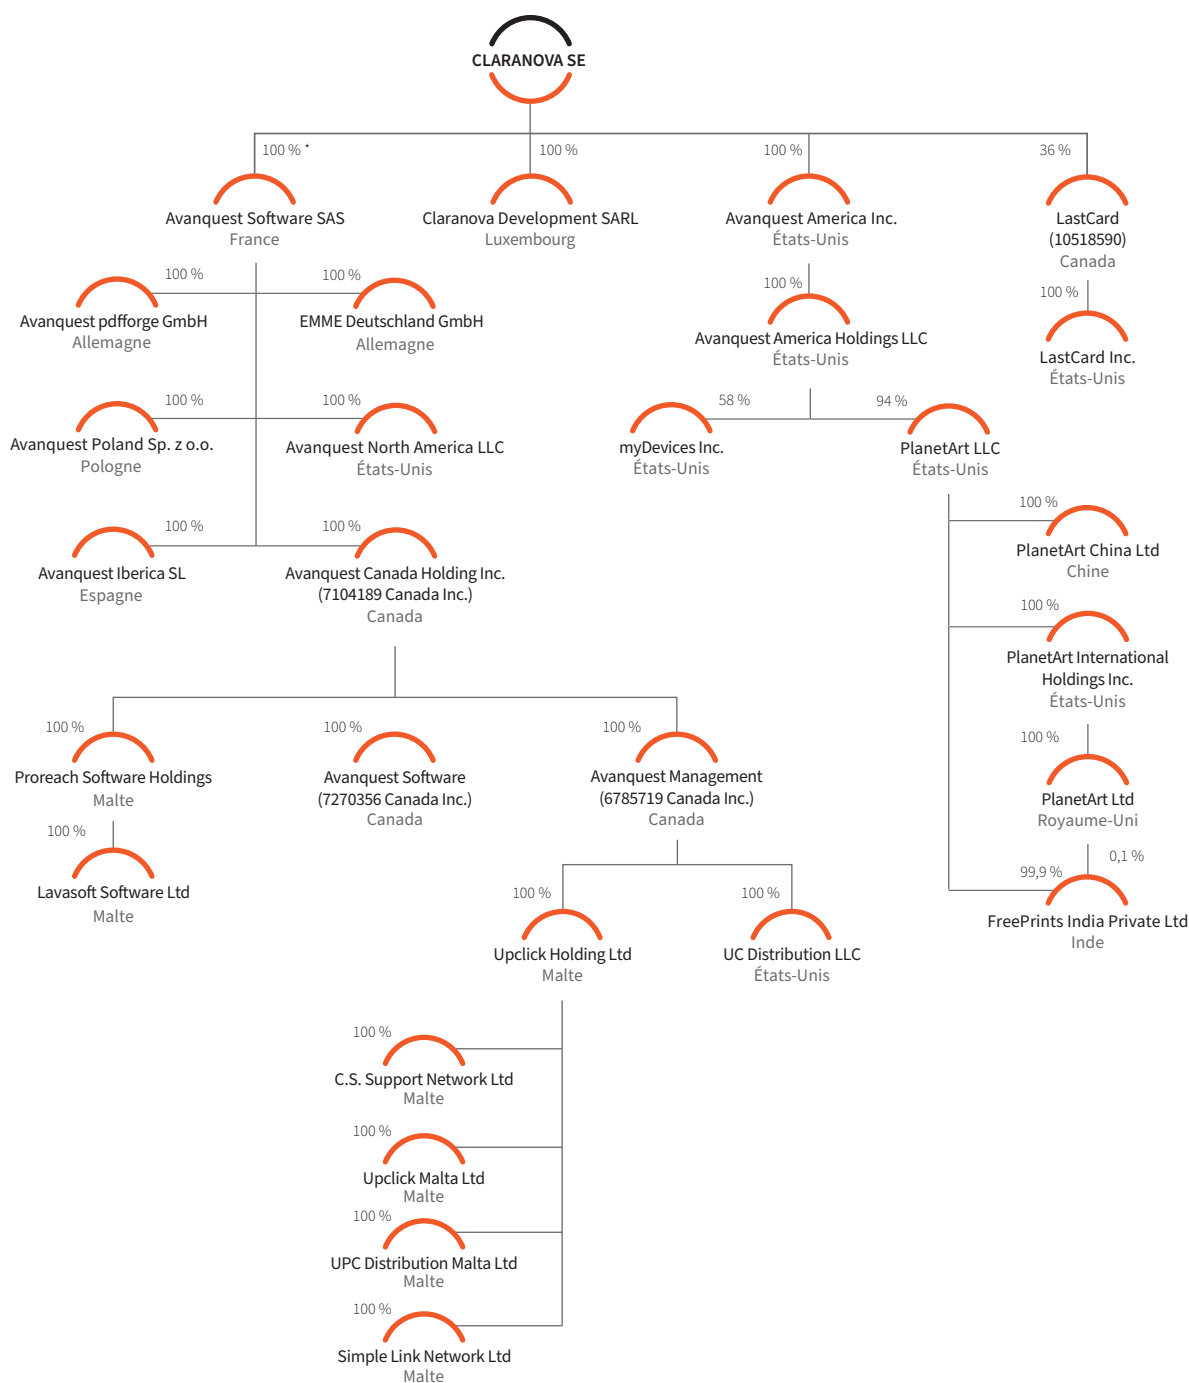 CLARANOVA SE
100 % *
100 %
100 %
36 %
Avanquest Software SAS
France
Claranova Development SARL
Luxembourg
Avanquest America Inc.
États-Unis
LastCard
(10518590)
Canada
100 %
100 %
Avanquest pdfforge GmbH
Allemagne
EMME Deutschland GmbH
Allemagne
100 %
Avanquest America Holdings LLC
États-Unis
100 %
LastCard Inc.
États-Unis
100 %
100 %
Avanquest Poland Sp. z o.o.
Pologne
Avanquest North America LLC
États-Unis
58 %
94 %
myDevices Inc.
États-Unis
PlanetArt LLC
États-Unis
100 %
100 %
Avanquest Iberica SL
Espagne
Avanquest Canada Holding Inc.
(7104189 Canada Inc.)
Canada
100 %
PlanetArt China Ltd
Chine
100 %
PlanetArt International
Holdings Inc.
États-Unis
100 %
PlanetArt Ltd
Royaume-Uni
99,9 %
0,1 %
FreePrints India Private Ltd
Inde
100 %
100 %
100 %
Proreach Software Holdings
Malte
Avanquest Software
(7270356 Canada Inc.)
Canada
Avanquest Management
(6785719 Canada Inc.)
Canada
100 %
Lavasoft Software Ltd
Malte
100 %
100 %
Upclick Holding Ltd
Malte
UC Distribution LLC
États-Unis
100 %
C.S. Support Network Ltd
Malte
100 %
Upclick Malta Ltd
Malte
100 %
UPC Distribution Malta Ltd
Malte
100 %
Simple Link Network Ltd
Malte